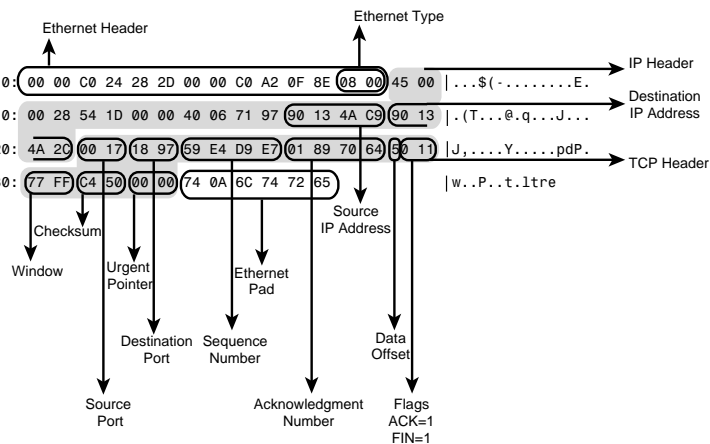 Ethernet Header
Ethernet Type
0: 00 00 C0 24 28 2D 00 00 C0 A2 0F 8E 08 00 45 00 |...$(-........E.
IP Header
0: 00 28 54 1D 00 00 40 06 71 97 90 13 4A C9 90 13 |.(T...@.q...J...
Destination
IP Address
20: 4A 2C 00 17 18 97 59 E4 D9 E7 01 89 70 64 50 11 |J,....Y.....pdP.
TCP Header
30: 77 FF C4 50 00 00 74 0A 6C 74 72 65 |w..P..t.ltre
Source
IP Address
Checksum
Window
Urgent
Pointer
Ethernet
Pad
Destination
Port
Sequence
Number
Data
Offset
Source
Port
Acknowledgment
Number
Flags
ACK=1
FIN=1